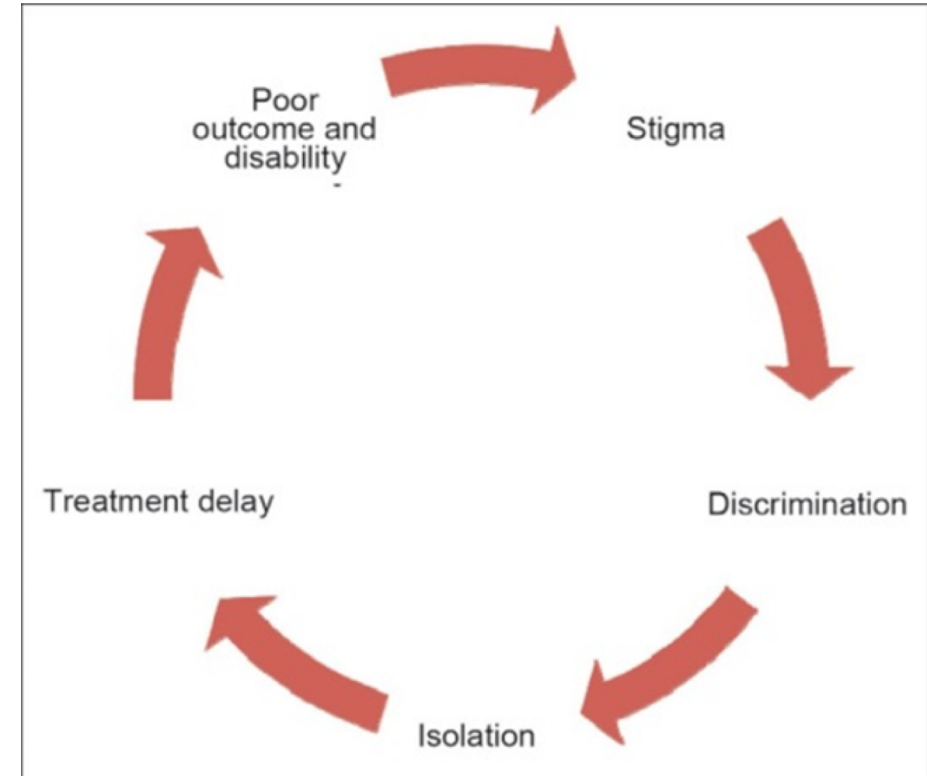 Poor
outcome and
disability
-
Stigma
Discrimination
Isolation
Treatment delay